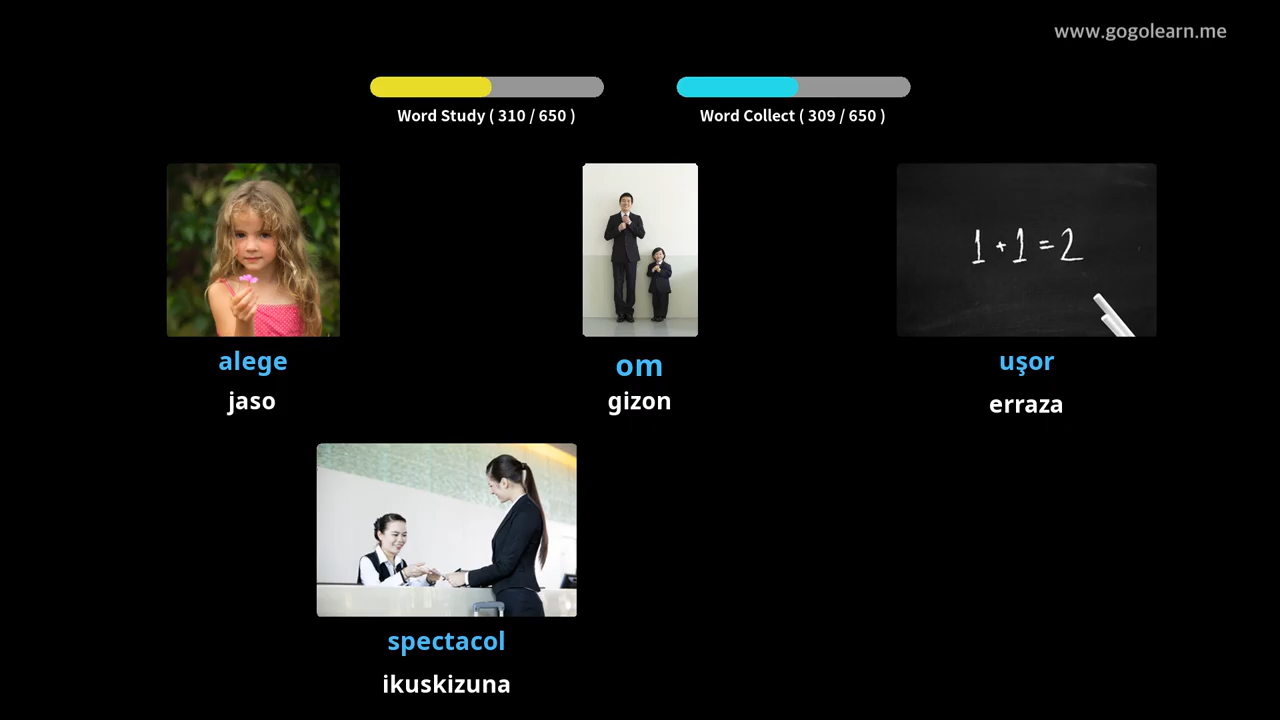 www.gogolearn.me
Word Study ( 310 / 650 )
Word Collect ( 309 / 650 )
alege
jaso
om
gizon
1 + 1 = 2
uşor
erraza
spectacol
ikuskizuna